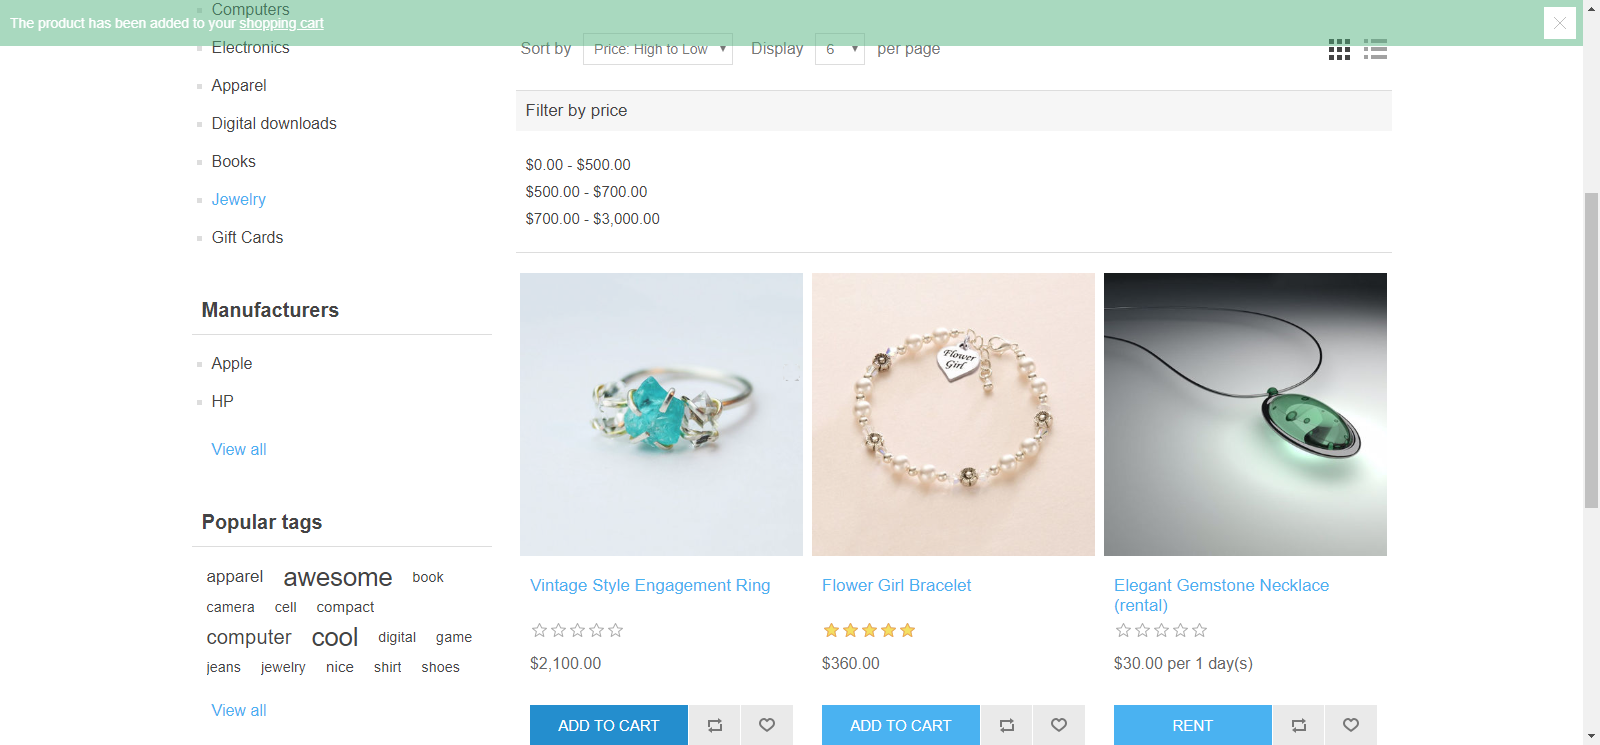 Computers
The product has been added to your shopping cart
Electronics
Apparel
Digital downloads
Books
Jewelry
Gift Cards
Manufacturers
Apple
HP
View all
Popular tags
apparel awesome book
camera cell compact
computer cool digital game
jeans jewelry nice shirt shoes
View all
Sort by Price: High to Low Display 6 per page
Filter by price
$0.00 - $500.00
$500.00 - $700.00
$700.00 - $3,000.00
Flower
Girl
Vintage Style Engagement Ring
$2,100.00
ADD TO CART
Flower Girl Bracelet
$360.00
ADD TO CART
Elegant Gemstone Necklace
(rental)
$30.00 per 1 day(s)
RENT